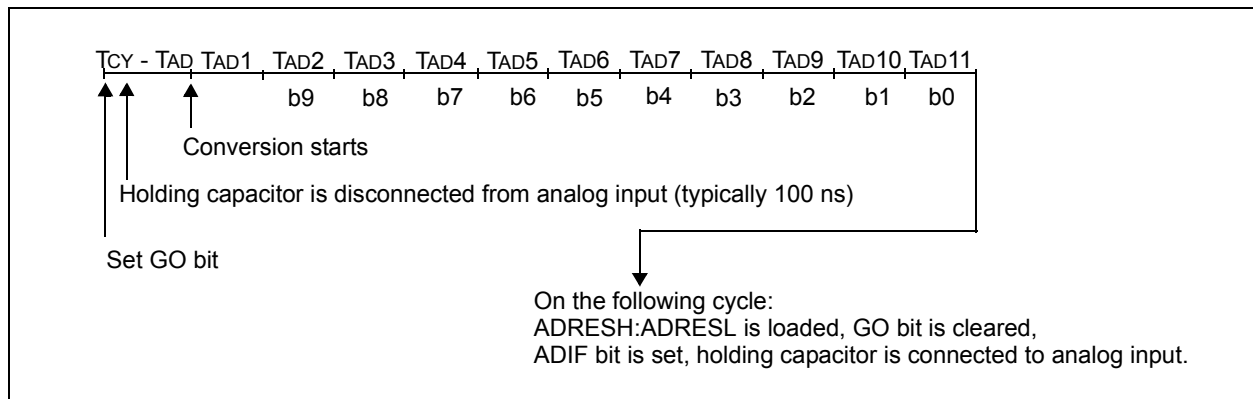 TCY - TAD TAD1 TAD2 TAD3 TAD4 TAD5 TAD6 TAD7 TAD8 TAD9 TAD10 TAD11
b9 b8 b7 b6 b5 b4 b3 b2 b1 b0
Conversion starts
Holding capacitor is disconnected from analog input (typically 100 ns)
Set GO bit
On the following cycle:
ADRESH:ADRESL is loaded, GO bit is cleared,
ADIF bit is set, holding capacitor is connected to analog input.